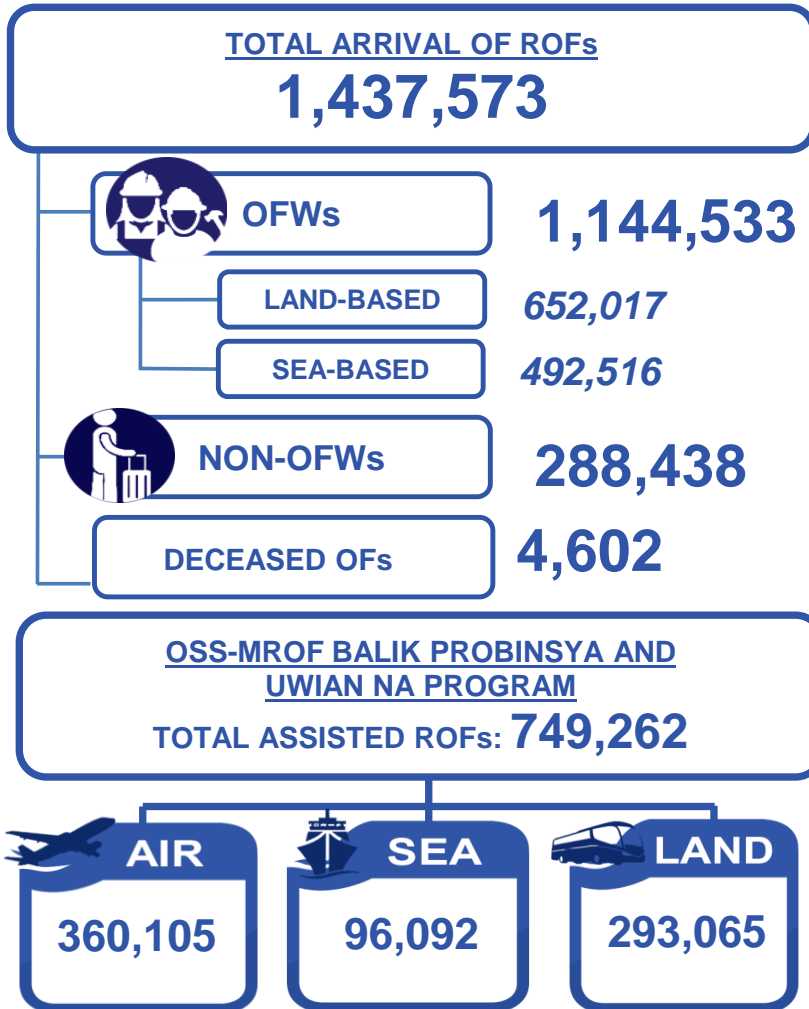 TOTAL ARRIVAL OF ROFs
1,437,573
OFWs 1,144,533
LAND-BASED 652,017
SEA-BASED 492,516
NON-OFWs 288,438
DECEASED OFs 4,602
OSS-MROF BALIK PROBINSYA AND
UWIAN NA PROGRAM
TOTAL ASSISTED ROFs: 749,262
AIR SEA LAND
360,105 96,092 293,065